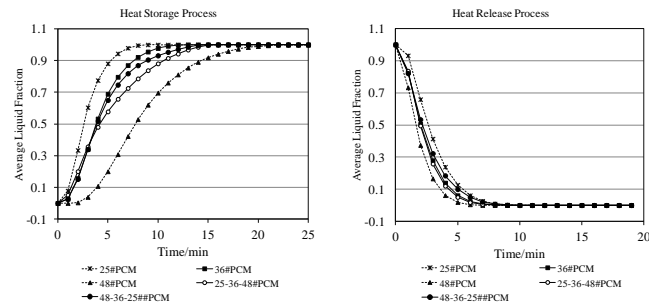 Heat Storage Process
1.1
0.9
0.7
0.5
0.3
0.1
-0.1
Average Liquid Fraction
0 5 10 15 20 25
Time/min
25#PCM 36#PCM
48#PCM 25-36-48#PCM
48-36-25##PCM
Heat Release Process
1.1
0.9
0.7
0.5
0.3
0.1
-0.1
Average Liquid Fraction
0 5 10 15 20
Time/min
25#PCM 36#PCM
48#PCM 25-36-48#PCM
48-36-25##PCM